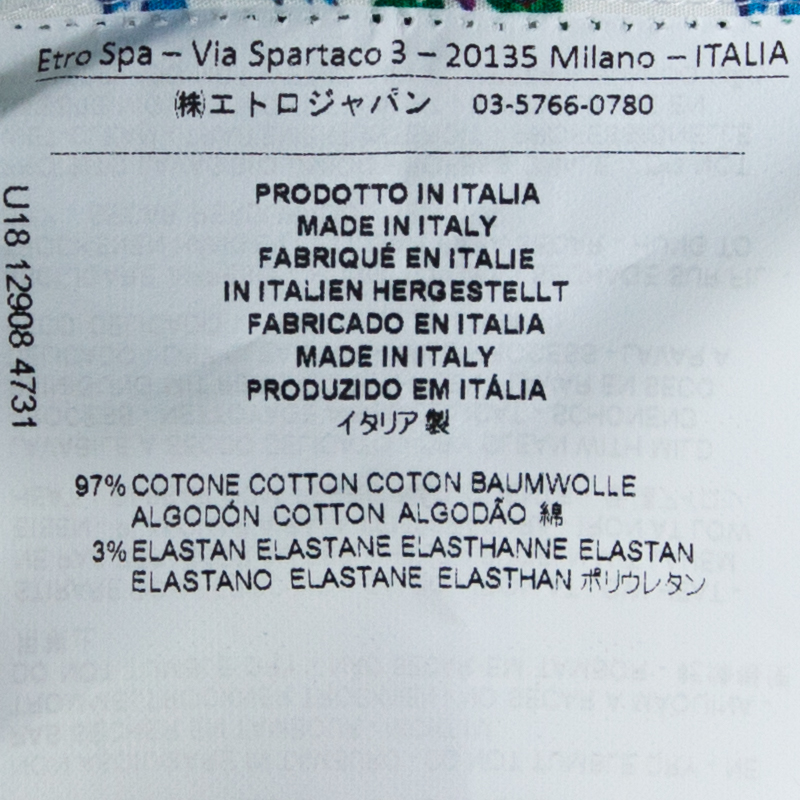 Etro Spa – Via Spartaco 3 – 20135 Milano – ITALIA
㈱エトロジャパン 03-5766-0780
PRODOTTO IN ITALIA
MADE IN ITALY
FABRIQUÉ EN ITALIE
IN ITALIEN HERGESTELLT
FABRICADO EN ITALIA
MADE IN ITALY
PRODUZIDO EM ITÁLIA
イタリア 製
97% COTONE COTTON COTON BAUMWOLLE
ALGODÓN COTTON ALGODÃO 綿
3% ELASTAN ELASTANE ELASTHANNE ELASTAN
ELASTANO ELASTANE ELASTHAN ポリウレタン
U18 12908 4731